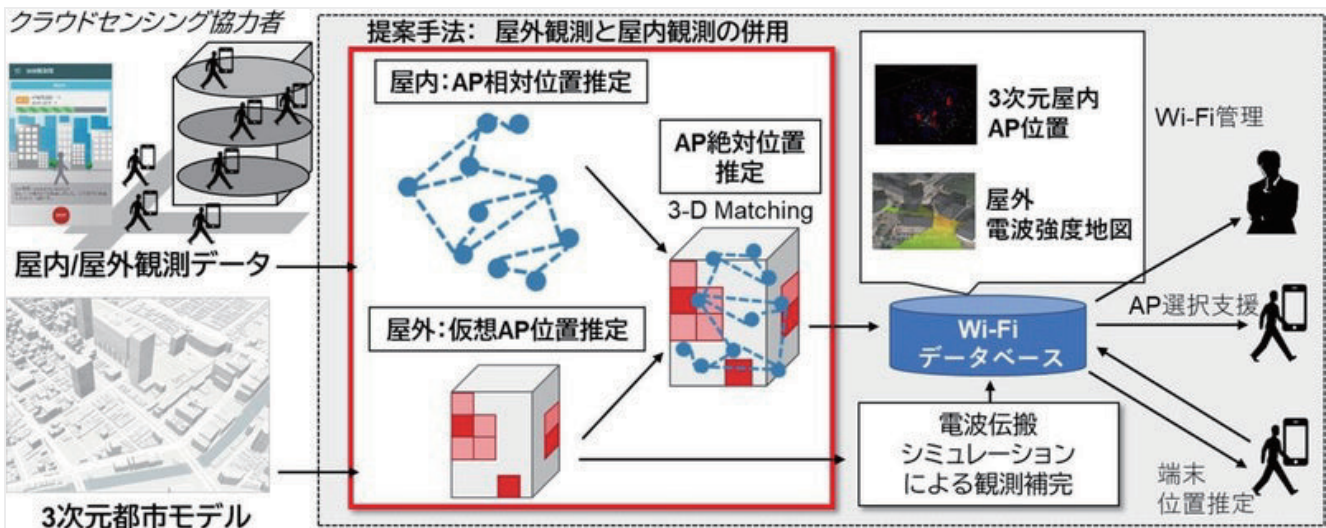 クラウドセンシング協力者
屋内/屋外観測データ
3次元都市モデル
提案手法： 屋外観測と屋内観測の併用
屋内：AP相対位置推定
屋外：仮想AP位置推定
AP絶対位置
推定
3-D Matching
3次元屋内
AP位置
屋外
電波強度地図
Wi-Fi
データベース
電波伝搬
シミュレーション
による観測補完
Wi-Fi管理
AP選択支援
端末
位置推定